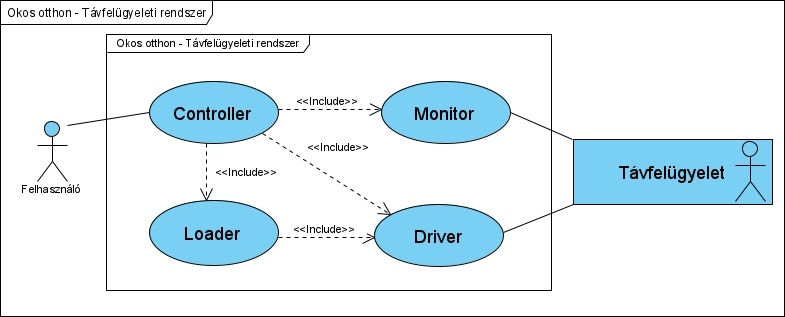 Okos otthon - Távfelügyeleti rendszer
Okos otthon - Távfelügyeleti rendszer
Controller
<<Include>>
Monitor
<<Include>>
<<Include>>
Felhasználó
Távfelügyelet
Loader
<<Include>>
Driver